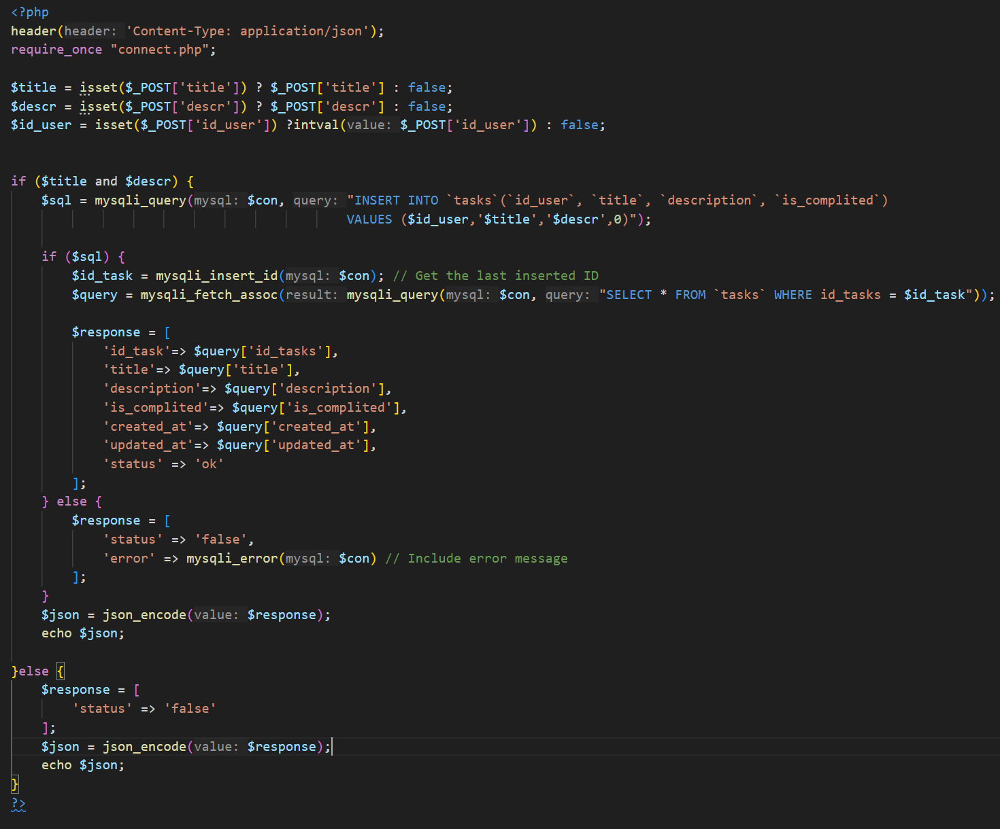 <?php
header(header: 'Content-Type: application/json');
require_once "connect.php";
$title = isset($_POST['title']) ? $_POST['title'] : false;
$descr = isset($_POST['descr']) ? $_POST['descr'] : false;
$id_user = isset($_POST['id_user']) ?intval(value: $_POST['id_user']) : false;
if ($title and $descr) {
$sql = mysqli_query(mysql: $con, query: "INSERT INTO `tasks`(`id_user`, `title`, `description`, `is_complited`)
VALUES ($id_user,'$title','$descr',0)");
if ($sql) {
$id_task = mysqli_insert_id(mysql: $con); // Get the last inserted ID
$query = mysqli_fetch_assoc(result: mysqli_query(mysql: $con, query: "SELECT * FROM `tasks` WHERE id_tasks = $id_task"));
$response = [
'id_task'=> $query['id_tasks'],
'title'=> $query['title'],
'description'=> $query['description'],
'is_complited'=> $query['is_complited'],
'created_at'=> $query['created_at'],
'updated_at'=> $query['updated_at'],
'status' => 'ok'
];
} else {
$response = [
'status' => 'false',
'error' => mysqli_error(mysql: $con) // Include error message
];
}
$json = json_encode(value: $response);
echo $json;
}else {
$response = [
'status' => 'false'
];
$json = json_encode(value: $response);
echo $json;
}
?>